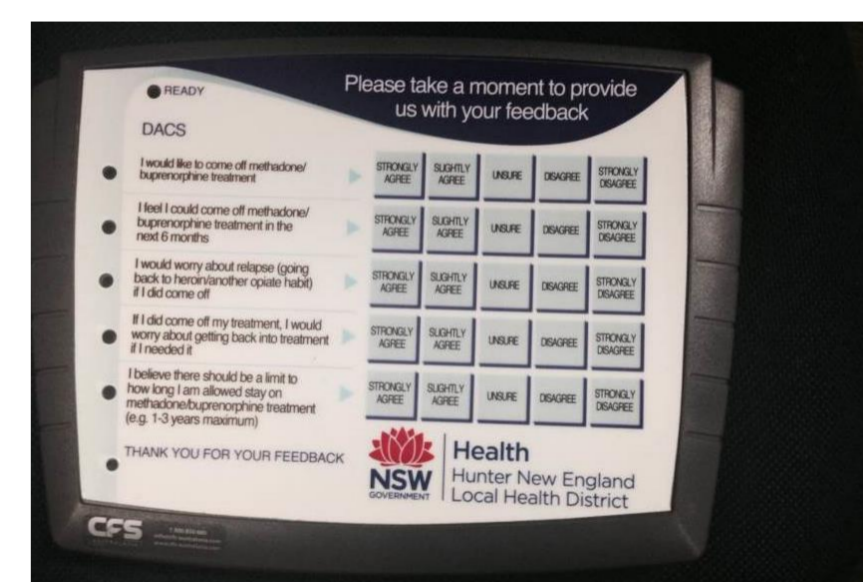 READY
Please take a moment to provide
us with your feedback
DACS
I would like to come off methadone/
buprenorphine treatment
STRONGLY AGREE SLIGHTLY AGREE UNSURE DISAGREE STRONGLY DISAGREE
I feel I could come off methadone/
buprenorphine treatment in the
next 6 months
STRONGLY AGREE SLIGHTLY AGREE UNSURE DISAGREE STRONGLY DISAGREE
I would worry about relapse (going
back to heroin/another opiate habit)
if I did come off
STRONGLY AGREE SLIGHTLY AGREE UNSURE DISAGREE STRONGLY DISAGREE
If I did come off my treatment, I would
worry about getting back into treatment
if I needed it
STRONGLY AGREE SLIGHTLY AGREE UNSURE DISAGREE STRONGLY DISAGREE
I believe there should be a limit to
how long I am allowed stay on
methadone/buprenorphine treatment
(e.g. 1-3 years maximum)
STRONGLY AGREE SLIGHTLY AGREE UNSURE DISAGREE STRONGLY DISAGREE
THANK YOU FOR YOUR FEEDBACK
NSW
GOVERNMENT
Health
Hunter New England
Local Health District
CFS